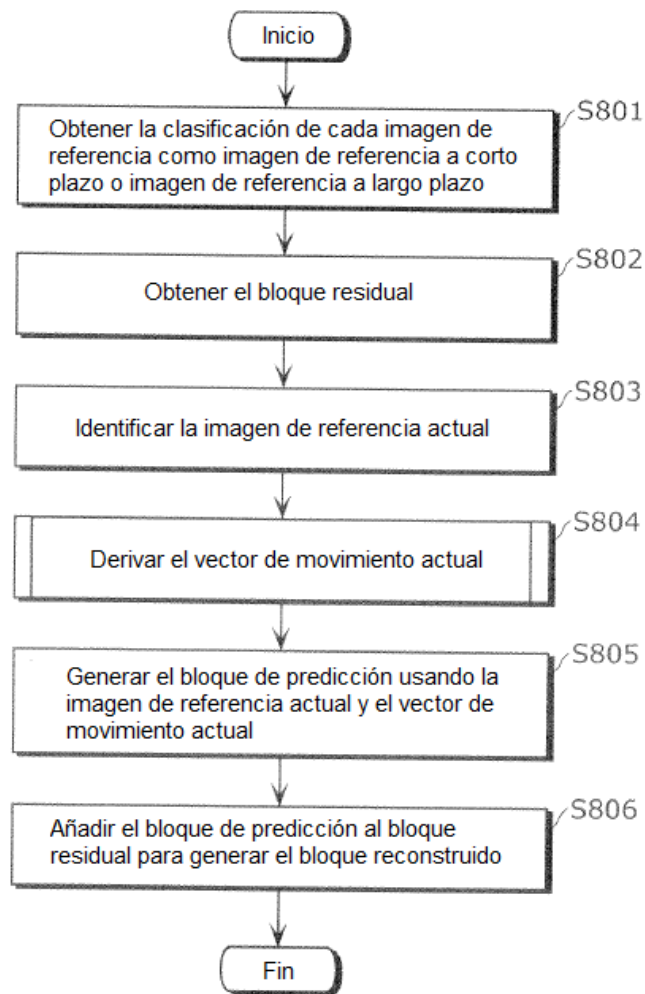 Inicio
S801
Obtener la clasificación de cada imagen de
referencia como imagen de referencia a corto
plazo o imagen de referencia a largo plazo
S802
Obtener el bloque residual
S803
Identificar la imagen de referencia actual
S804
Derivar el vector de movimiento actual
S805
Generar el bloque de predicción usando la
imagen de referencia actual y el vector de
movimiento actual
S806
Añadir el bloque de predicción al bloque
residual para generar el bloque reconstruido
Fin